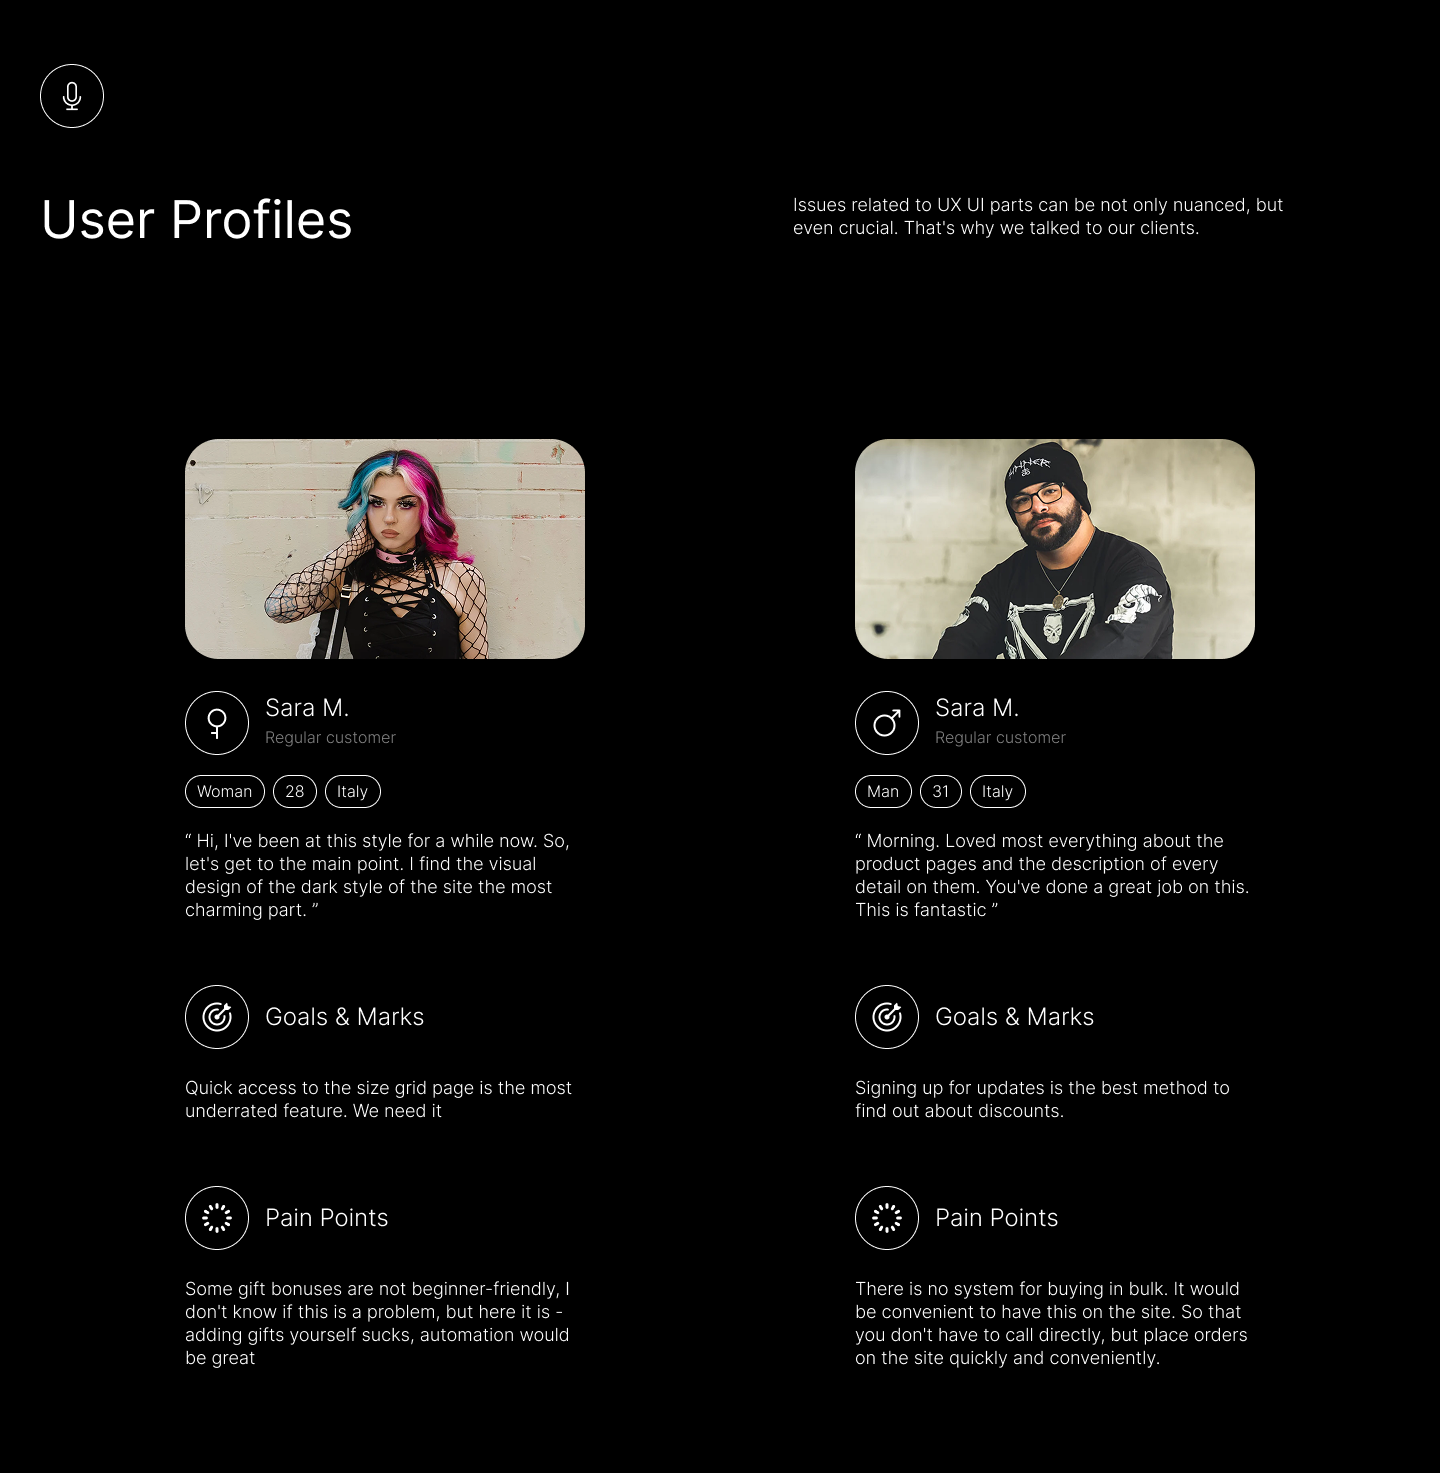 User Profiles
Issues related to UX UI parts can be not only nuanced, but
even crucial. That's why we talked to our clients.
Sara M.
Regular customer
Woman 28 Italy
“ Hi, I've been at this style for a while now. So,
let's get to the main point. I find the visual
design of the dark style of the site the most
charming part. ”
Goals & Marks
Quick access to the size grid page is the most
underrated feature. We need it
Pain Points
Some gift bonuses are not beginner-friendly, I
don't know if this is a problem, but here it is -
adding gifts yourself sucks, automation would
be great
Sara M.
Regular customer
Man 31 Italy
“ Morning. Loved most everything about the
product pages and the description of every
detail on them. You've done a great job on this.
This is fantastic ”
Goals & Marks
Signing up for updates is the best method to
find out about discounts.
Pain Points
There is no system for buying in bulk. It would
be convenient to have this on the site. So that
you don't have to call directly, but place orders
on the site quickly and conveniently.